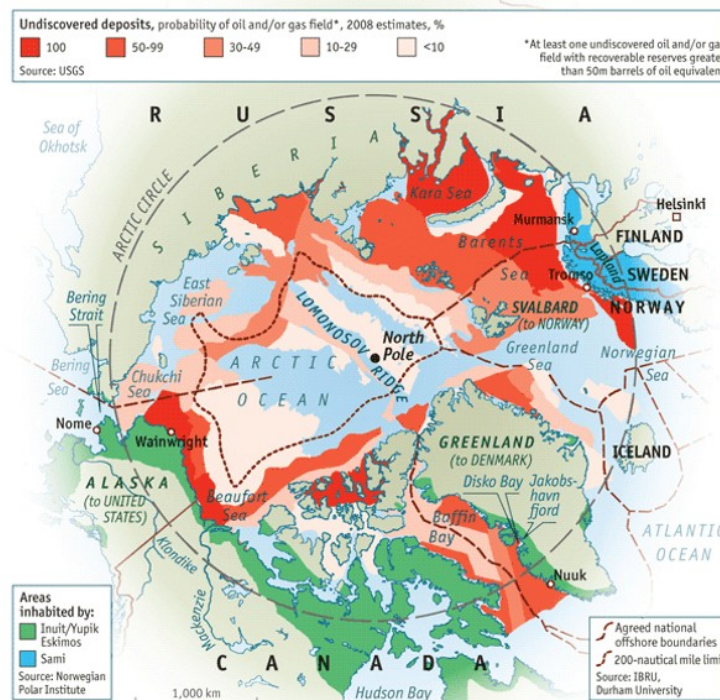 Undiscovered deposits, probability of oil and/or gas field*, 2008 estimates, %
100 50-99 30-49 10-29 <10
Source: USGS
*At least one undiscovered oil and/or ga
field with recoverable reserves greate
than 50m barrels of oil equivalen
RUSSIA
Sea of
Okhotsk
SIBERIA
ARCTIC CIRCLE
Kara Sea
Helsinki
Murmansk
FINLAND
Barents
Sea
Lapland
SWEDEN
Tromso
NORWAY
East
Siberian
Sea
Bering
Strait
LOMONOSOV RIDGE
SVALBARD
(to NORWAY)
North
Pole
Greenland
Sea
Norwegian
Sea
Bering
Sea
Chukchi
Sea
ARCTIC
OCEAN
Nome
Wainwright
GREENLAND
(to DENMARK)
ICELAND
Disko Bay
Jakobs-
havn
fjord
ALASKA
(to UNITED
STATES)
Beaufort
Sea
Baffin
Bay
ATLANTIC
OCEAN
Klondike
Nuuk
Mackenzie
Areas
inhabited by:
Inuit/Yupik
Eskimos
Sami
Source: Norwegian
Polar Institute
CANADA
1,000 km
Hudson Bay
Agreed national
offshore boundaries
200-nautical mile limi
Source: IBRU,
Durham University